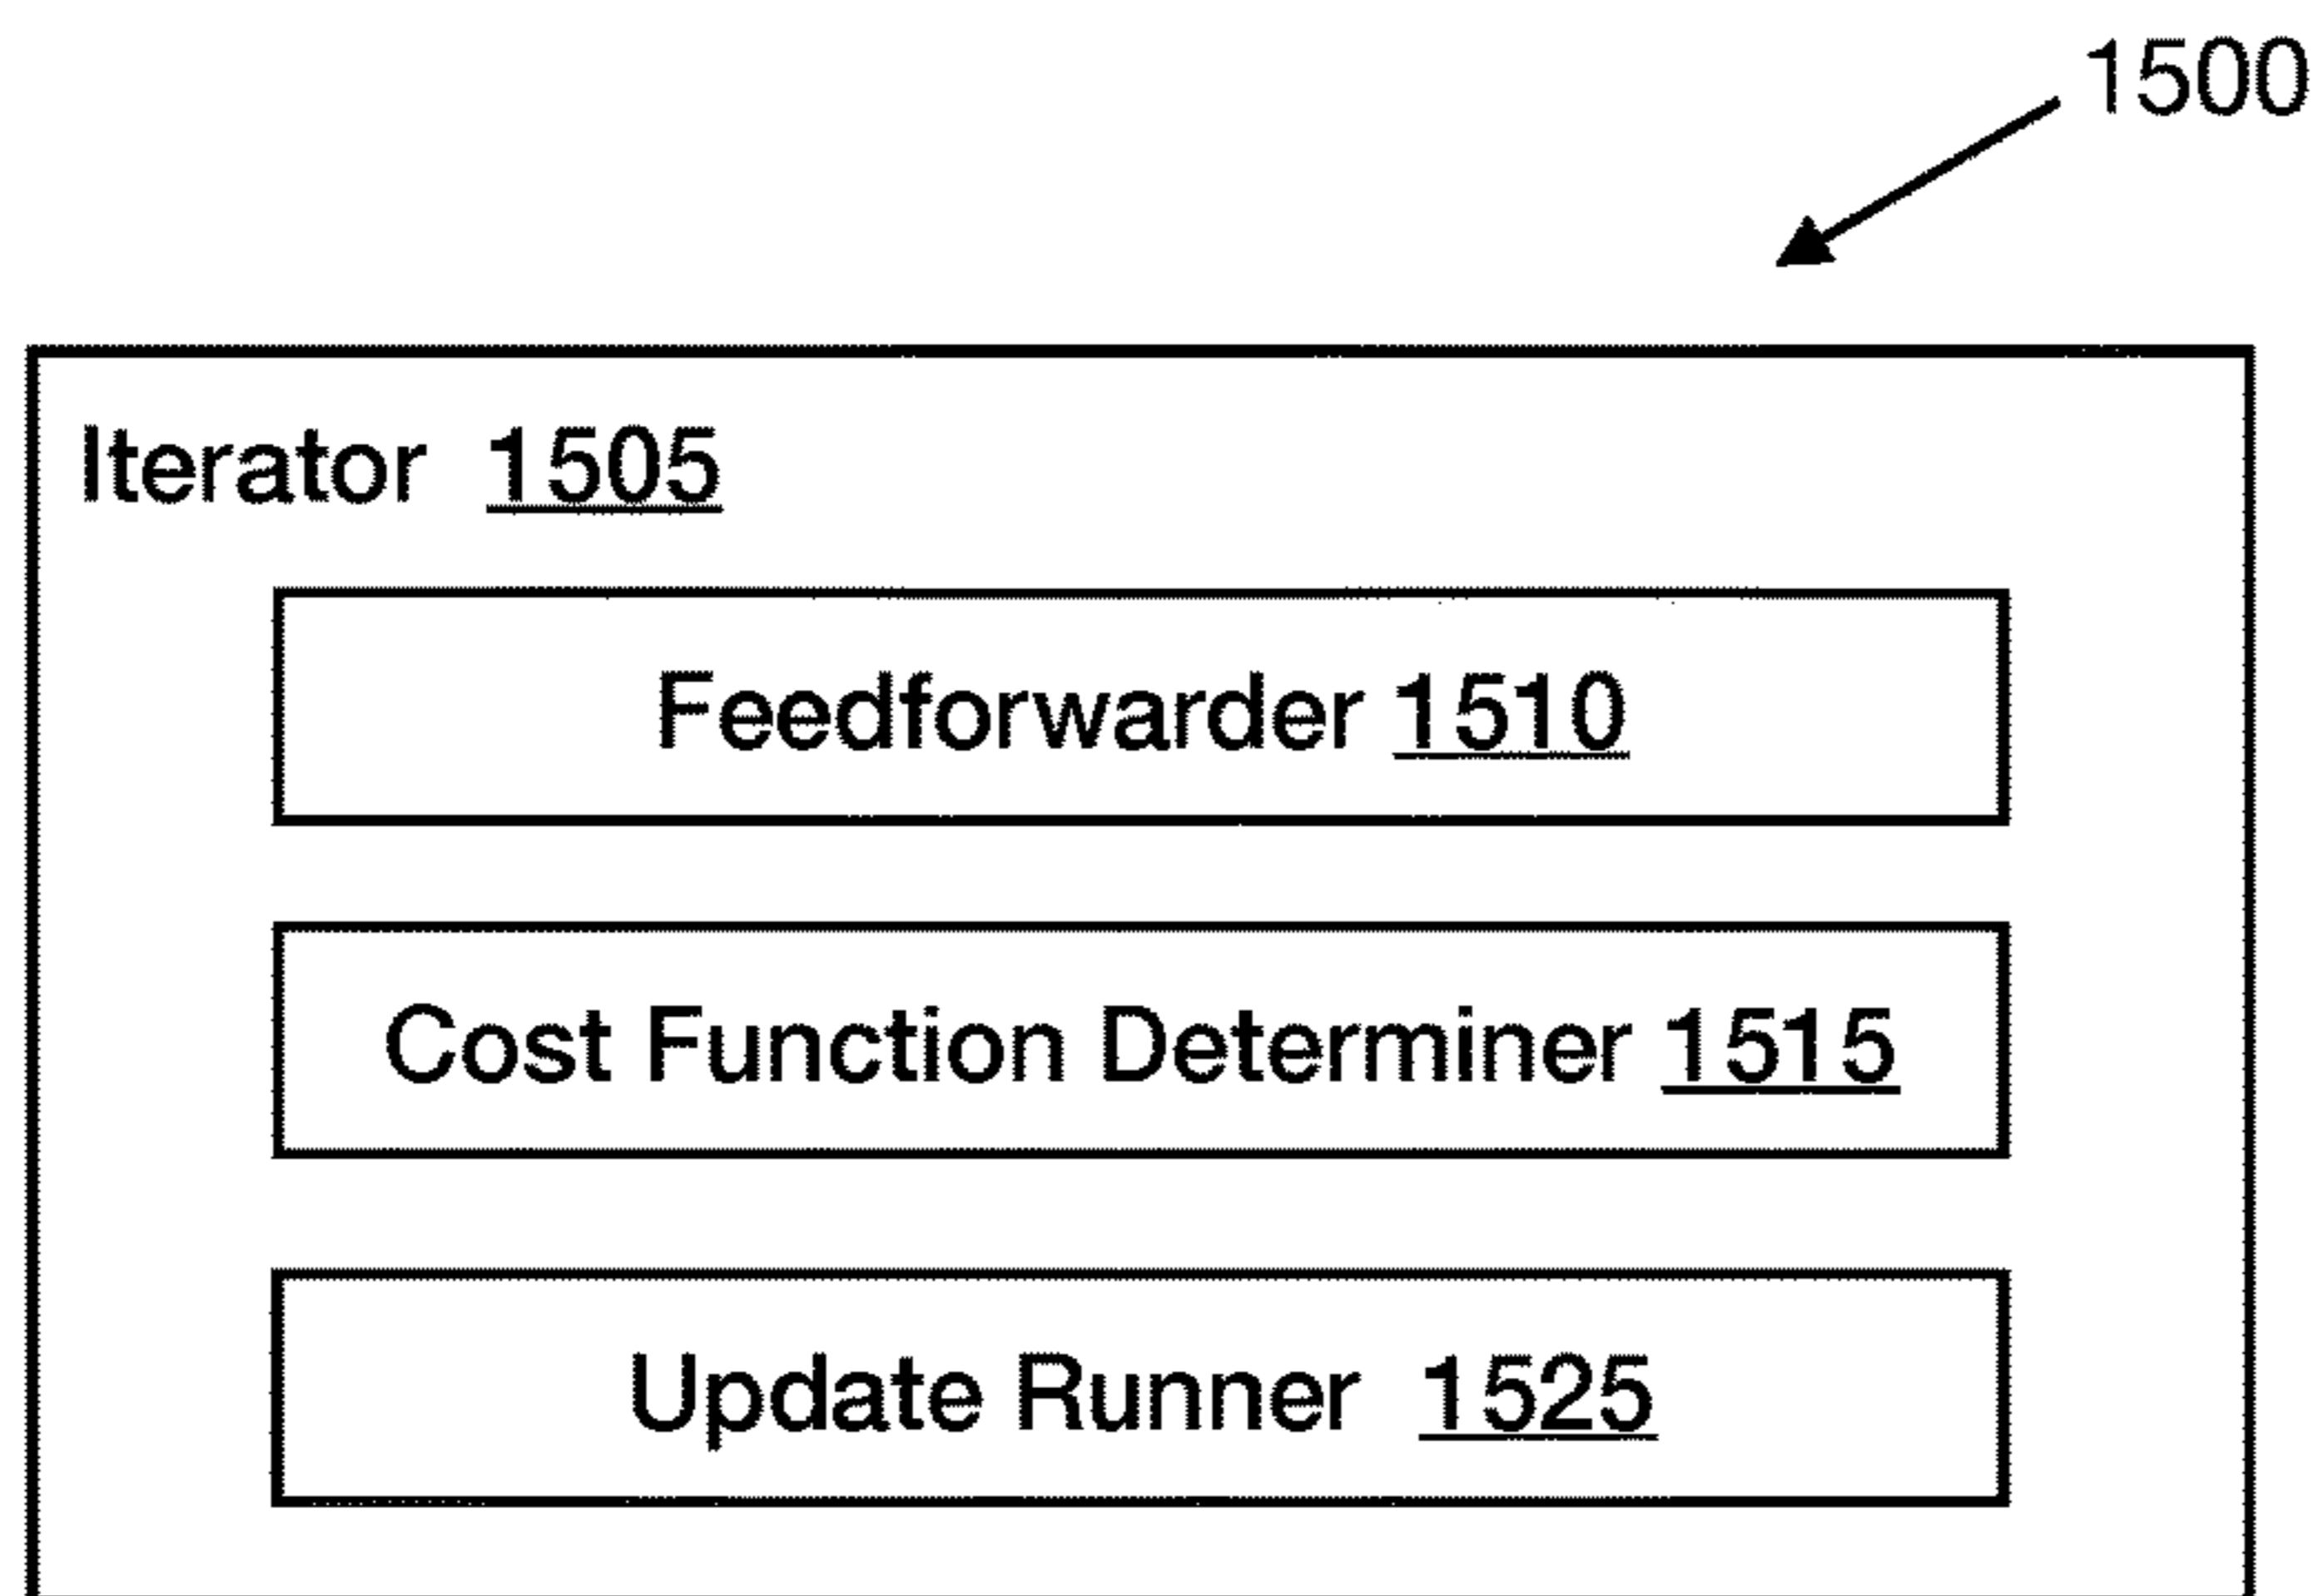 1500
Iterator 1505
Feedforwarder 1510
Cost Function Determiner 1515
Update Runner 1525